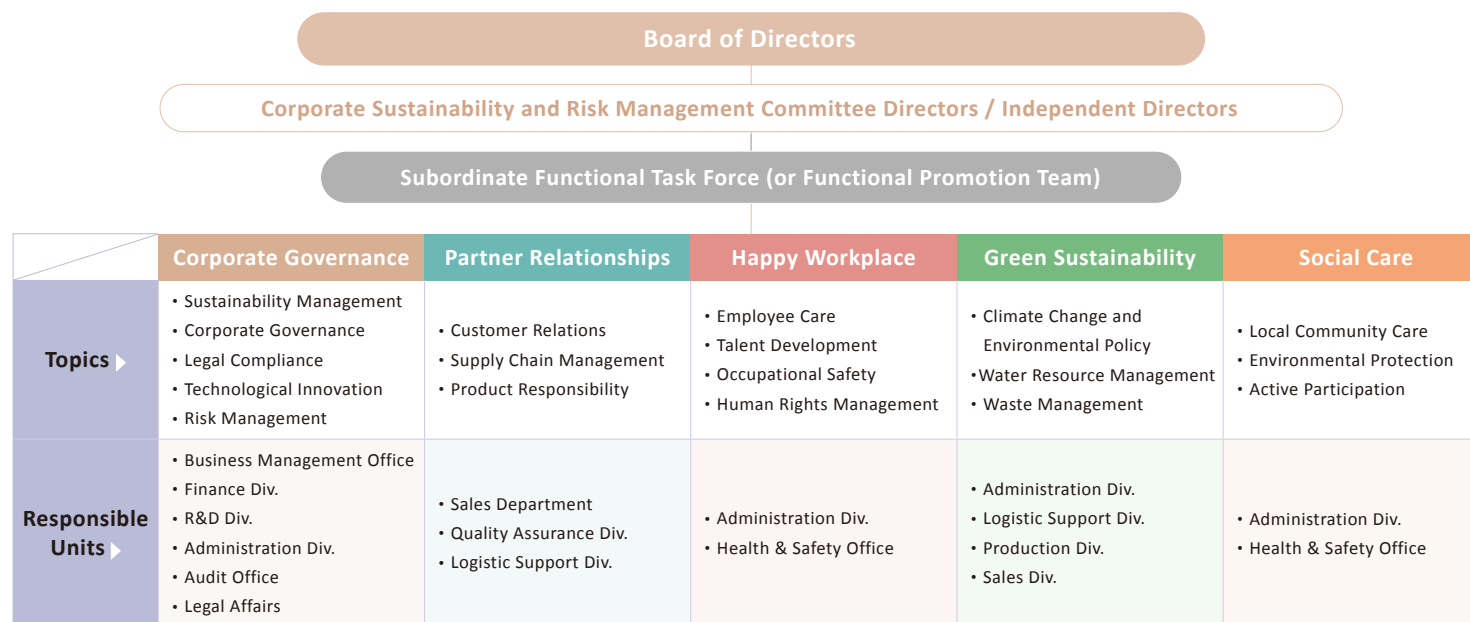 Board of Directors
Corporate Sustainability and Risk Management Committee Directors / Independent Directors
Subordinate Functional Task Force (or Functional Promotion Team)
Corporate Governance
Partner Relationships
Happy Workplace
Green Sustainability
Social Care
Topics
• Sustainability Management
• Corporate Governance
• Legal Compliance
• Technological Innovation
• Risk Management
• Customer Relations
• Supply Chain Management
• Product Responsibility
• Employee Care
• Talent Development
• Occupational Safety
• Human Rights Management
• Climate Change and
Environmental Policy
•Water Resource Management
• Waste Management
• Local Community Care
• Environmental Protection
• Active Participation
Responsible
Units
• Business Management Office
• Finance Div.
• R&D Div.
• Administration Div.
• Audit Office
• Legal Affairs
• Sales Department
• Quality Assurance Div.
• Logistic Support Div.
• Administration Div.
• Health & Safety Office
• Administration Div.
• Logistic Support Div.
• Production Div.
• Sales Div.
• Administration Div.
• Health & Safety Office